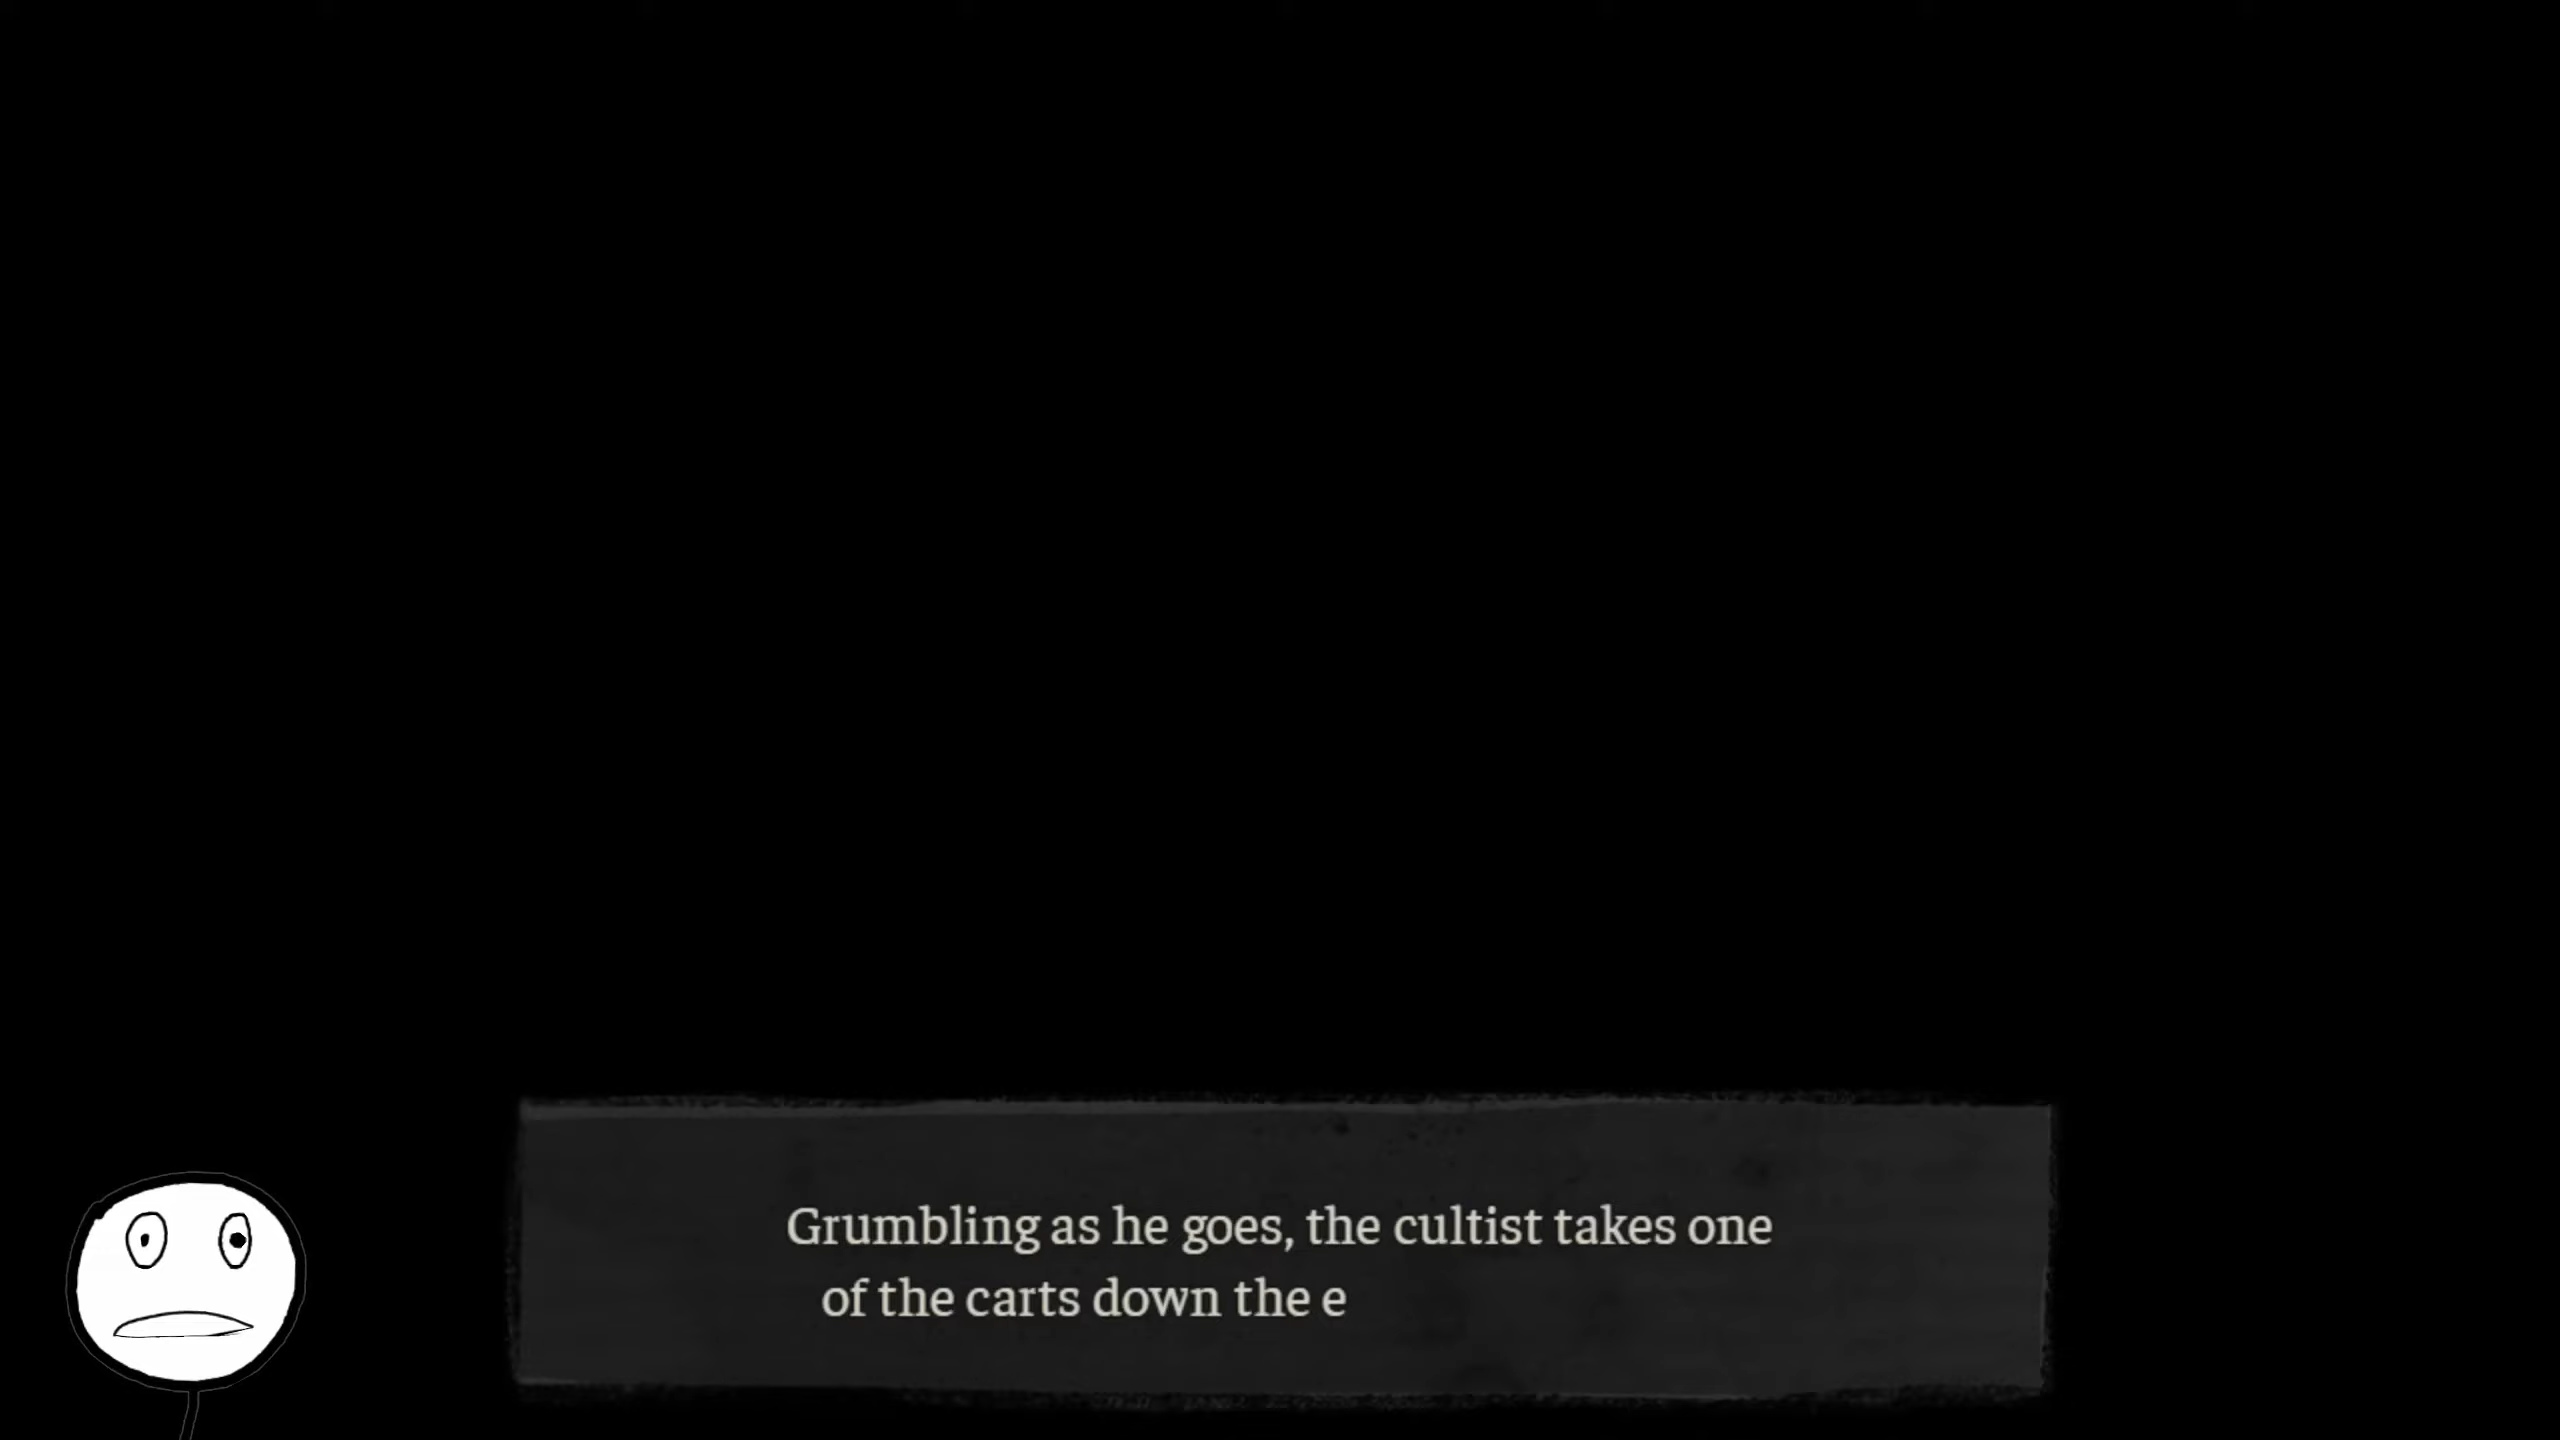 Grumbling as he goes, the cultist takes one
of the carts down the e